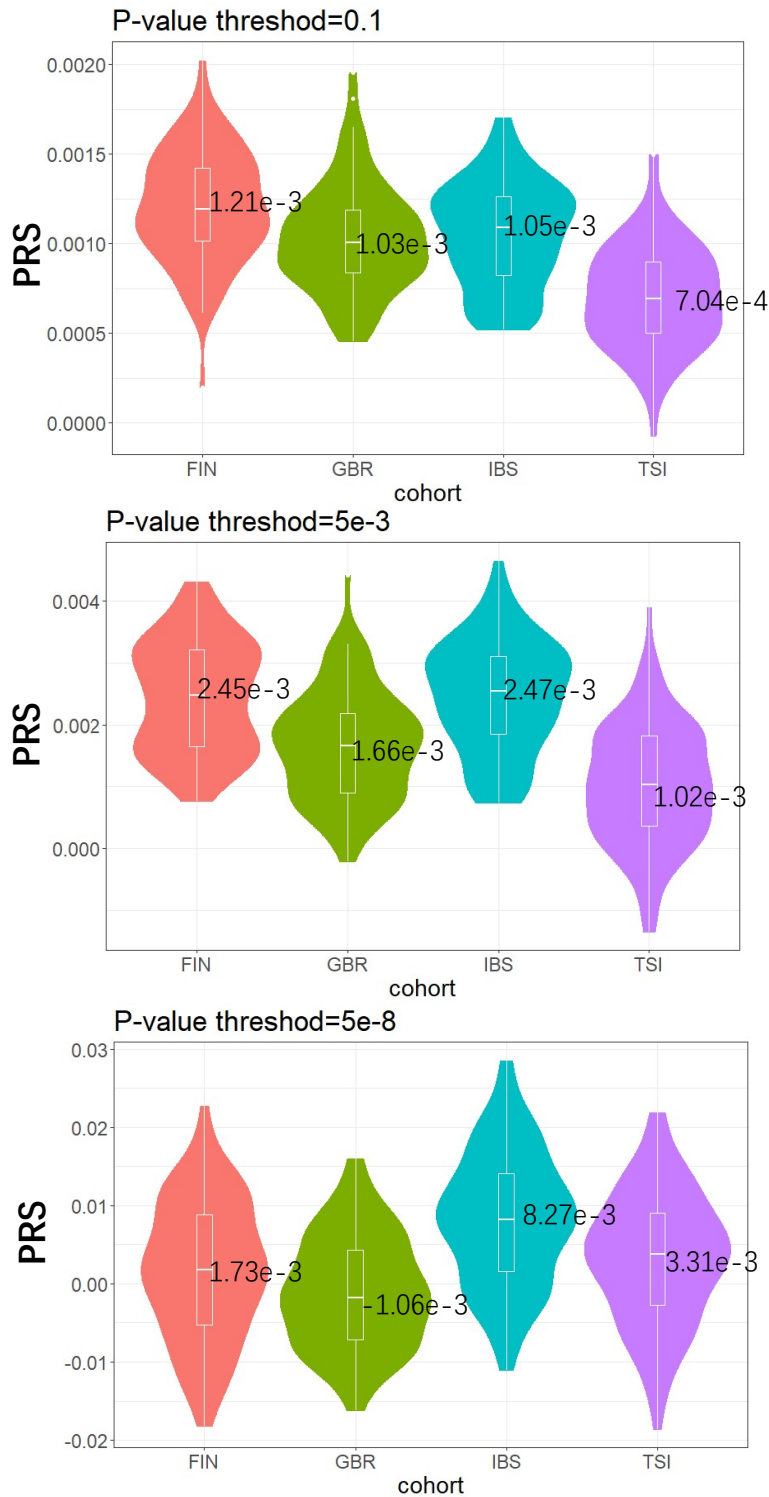 P-value threshod=0.1
0.0020
0.0015
0.0010
0.0005
0.0000
PRS
1.21e-3
1.03e-3
1.05e-3
7.04e-4
FIN GBR IBS TSI
cohort
P-value threshod=5e-3
0.004
0.002
0.000
PRS
2.45e-3
1.66e-3
2.47e-3
1.02e-3
FIN GBR IBS TSI
cohort
P-value threshod=5e-8
0.03
0.02
0.01
0.00
-0.01
-0.02
PRS
1.73e-3
-1.06e-3
8.27e-3
3.31e-3
FIN GBR IBS TSI
cohort